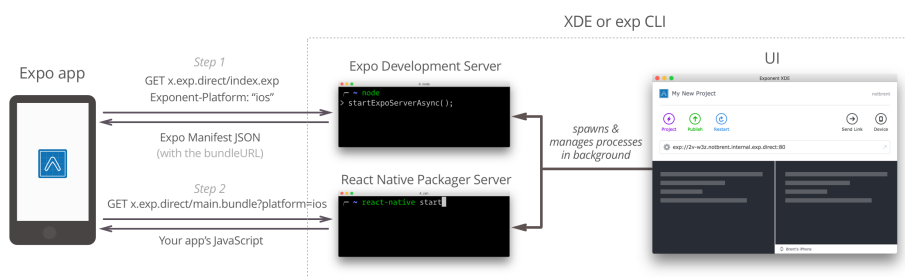 XDE or exp CLI
Expo app
Step 1
GET x.exp.direct/index.exp
Exponent-Platform: “ios”
Expo Manifest JSON
(with the bundleURL)
Step 2
GET x.exp.direct/main.bundle?platform=ios
Your app’s JavaScript
Expo Development Server
node
> startExpoServerAsync();
React Native Packager Server
react-native start
spawns &
manages processes
in background
UI
Exponent XDE
My New Project
notbrent
Project
Publish
Restart
Send Link
Device
exp://2v-w3z.notbrent.internal.exp.direct:80
Brent's iPhone